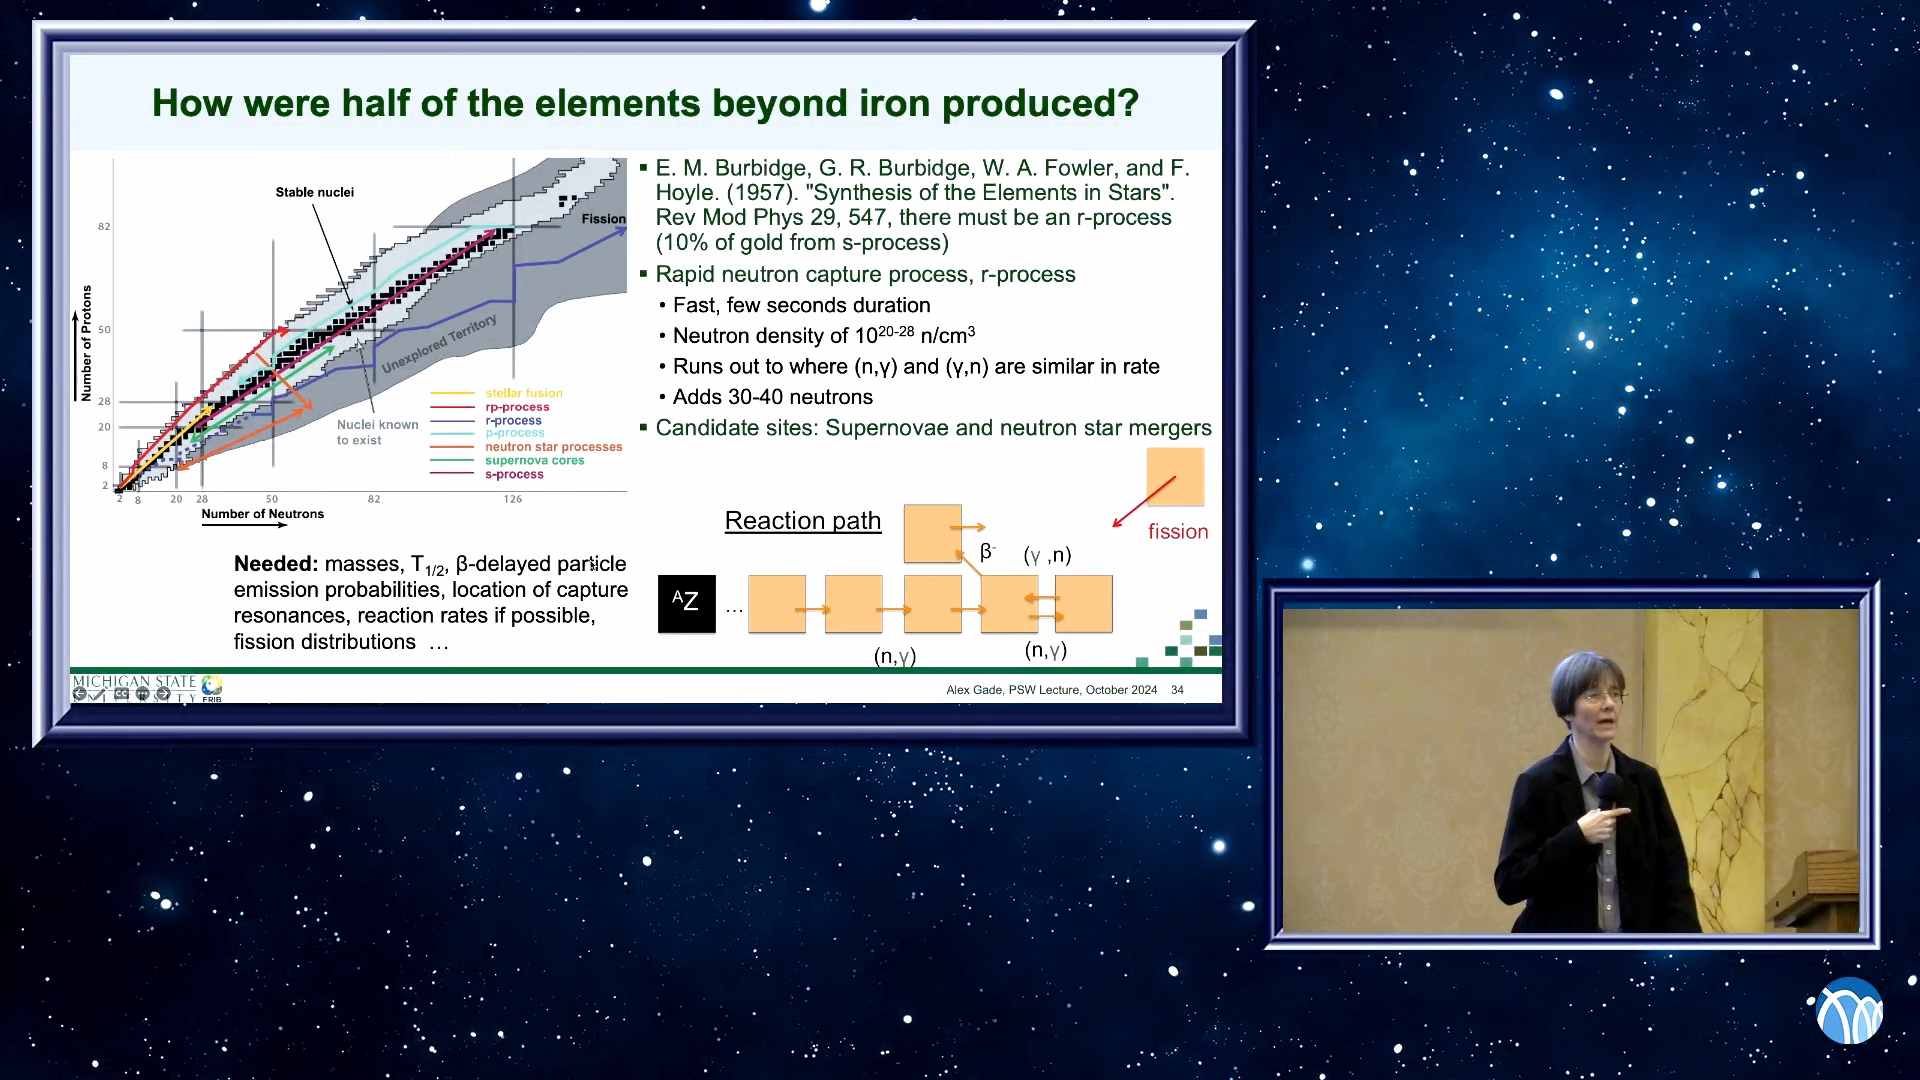 How were half of the elements beyond iron produced?
Stable nuclei
Fission
82
50
28
20
8
2
Number of Protons
Unexplored Territory
Nuclei known
to exist
stellar fusion
rp-process
r-process
p-process
neutron star processes
supernova cores
s-process
2
8
20
28
50
82
126
Number of Neutrons
Needed: masses, T1/2, β-delayed particle
emission probabilities, location of capture
resonances, reaction rates if possible,
fission distributions …
▪ E. M. Burbidge, G. R. Burbidge, W. A. Fowler, and F.
Hoyle. (1957). "Synthesis of the Elements in Stars".
Rev Mod Phys 29, 547, there must be an r-process
(10% of gold from s-process)
▪ Rapid neutron capture process, r-process
• Fast, few seconds duration
• Neutron density of 10²⁰⁻²⁸ n/cm³
• Runs out to where (n,γ) and (γ,n) are similar in rate
• Adds 30-40 neutrons
▪ Candidate sites: Supernovae and neutron star mergers
fission
Reaction path
β⁻
(γ ,n)
ᴬZ
…
(n,γ)
(n,γ)
MICHIGAN STATE
UNIVERSITY
FRIB
Alex Gade, PSW Lecture, October 2024 34